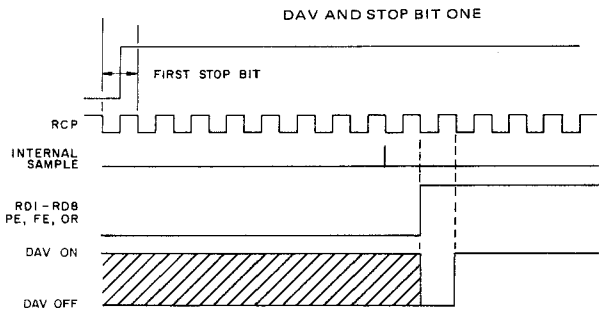 DAV AND STOP BIT ONE
FIRST STOP BIT
RCP
INTERNAL
SAMPLE
RD1-RD8
PE, FE, OR
DAV ON
DAV OFF